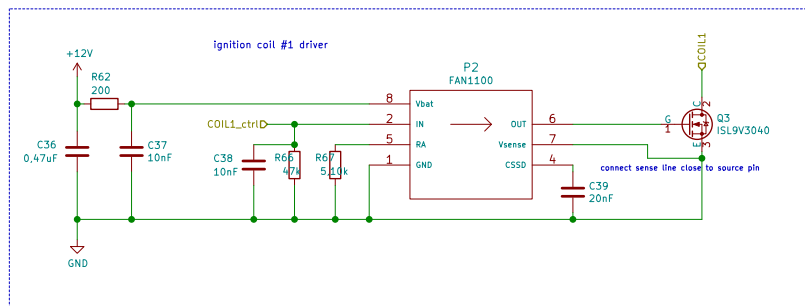 ignition coil #1 driver
COIL1
+12V
R62
200
P2
FAN1100
8
Vbat
C
2
COIL1_ctrl
2
IN
OUT
6
G
1
Q3
ISL9V3040
C36
0,47uF
C37
10nF
5
RA
Vsense
7
E
3
C38
10nF
R66
47k
R67
5,10k
1
GND
CSSD
4
connect sense line close to source pin
C39
20nF
GND